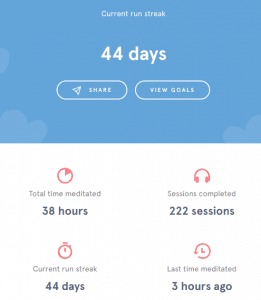 Current run streak
44 days
SHARE
VIEW GOALS
Total time meditated
38 hours
Sessions completed
222 sessions
Current run streak
44 days
Last time meditated
3 hours ago